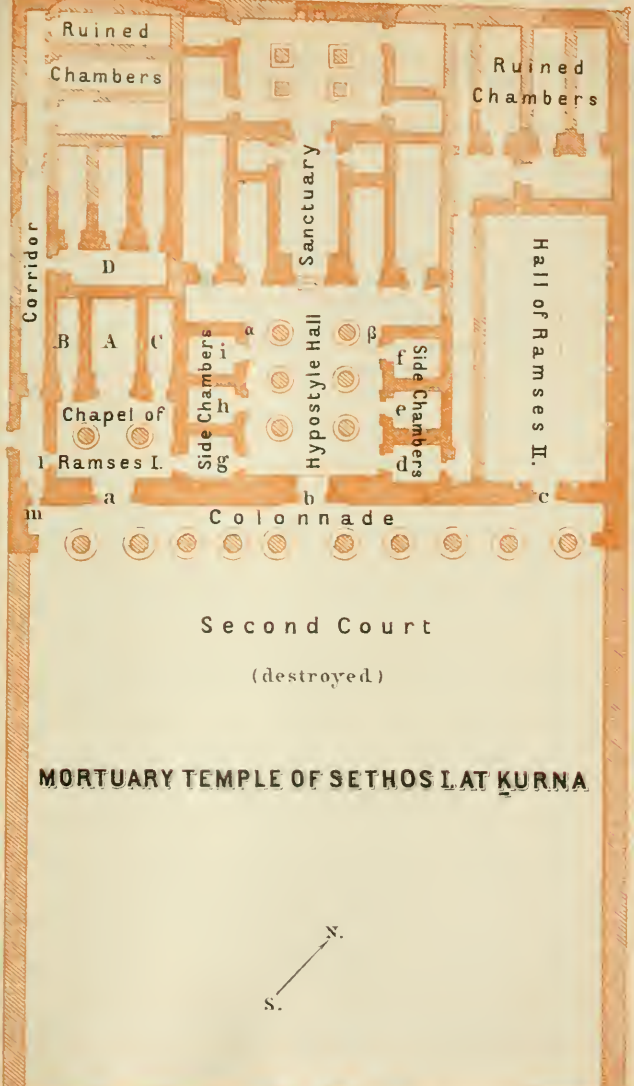 Ruined
Chambers
Ruined
Chambers
Sanctuary
Corridor
D
Hall of Ramses II.
B A C
Side Chambers
α
i
h
g
Hypostyle Hall
β
f
e
d
Side Chambers
Chapel of
Ramses I.
l
m
a
b
c
Colonnade
Second Court
(destroyed)
MORTUARY TEMPLE OF SETHOS I. AT ḲURNA
N.
S.